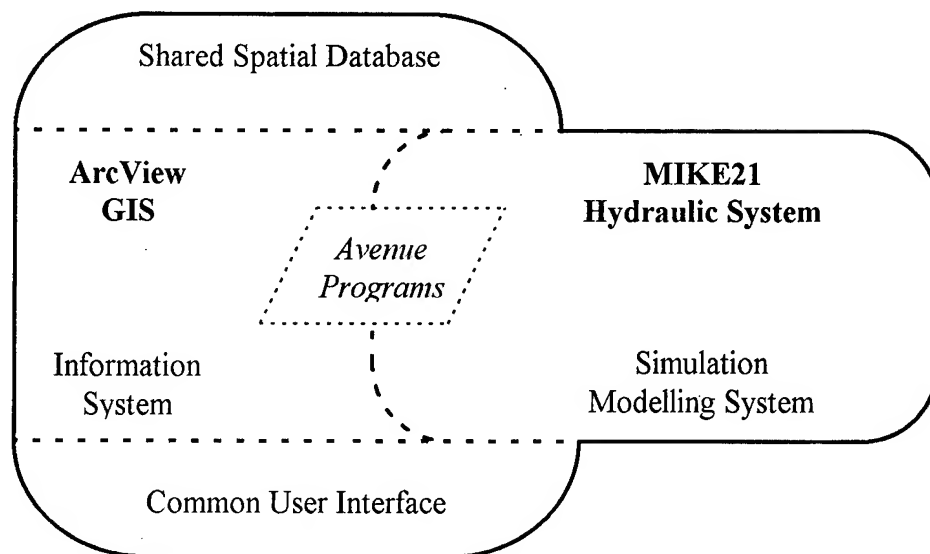 Shared Spatial Database
ArcView
GIS
MIKE21
Hydraulic System
Avenue
Programs
Information
System
Simulation
Modelling System
Common User Interface